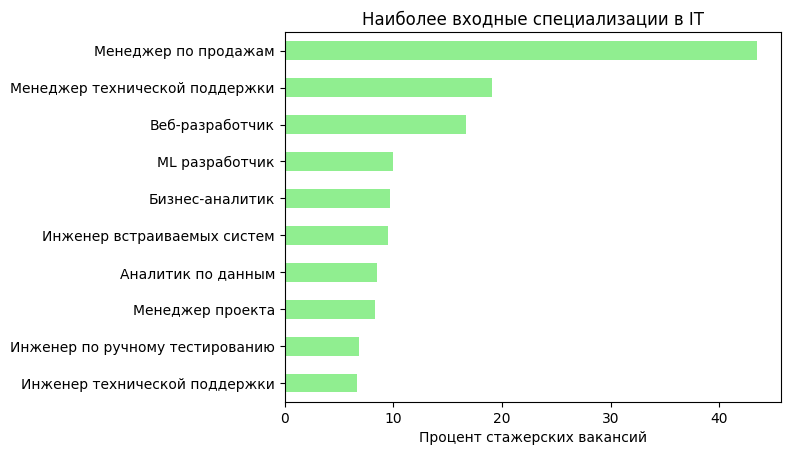 Наиболее входные специализации в IT
Менеджер по продажам
Менеджер технической поддержки
Веб-разработчик
ML разработчик
Бизнес-аналитик
Инженер встраиваемых систем
Аналитик по данным
Менеджер проекта
Инженер по ручному тестированию
Инженер технической поддержки
0 10 20 30 40
Процент стажерских вакансий